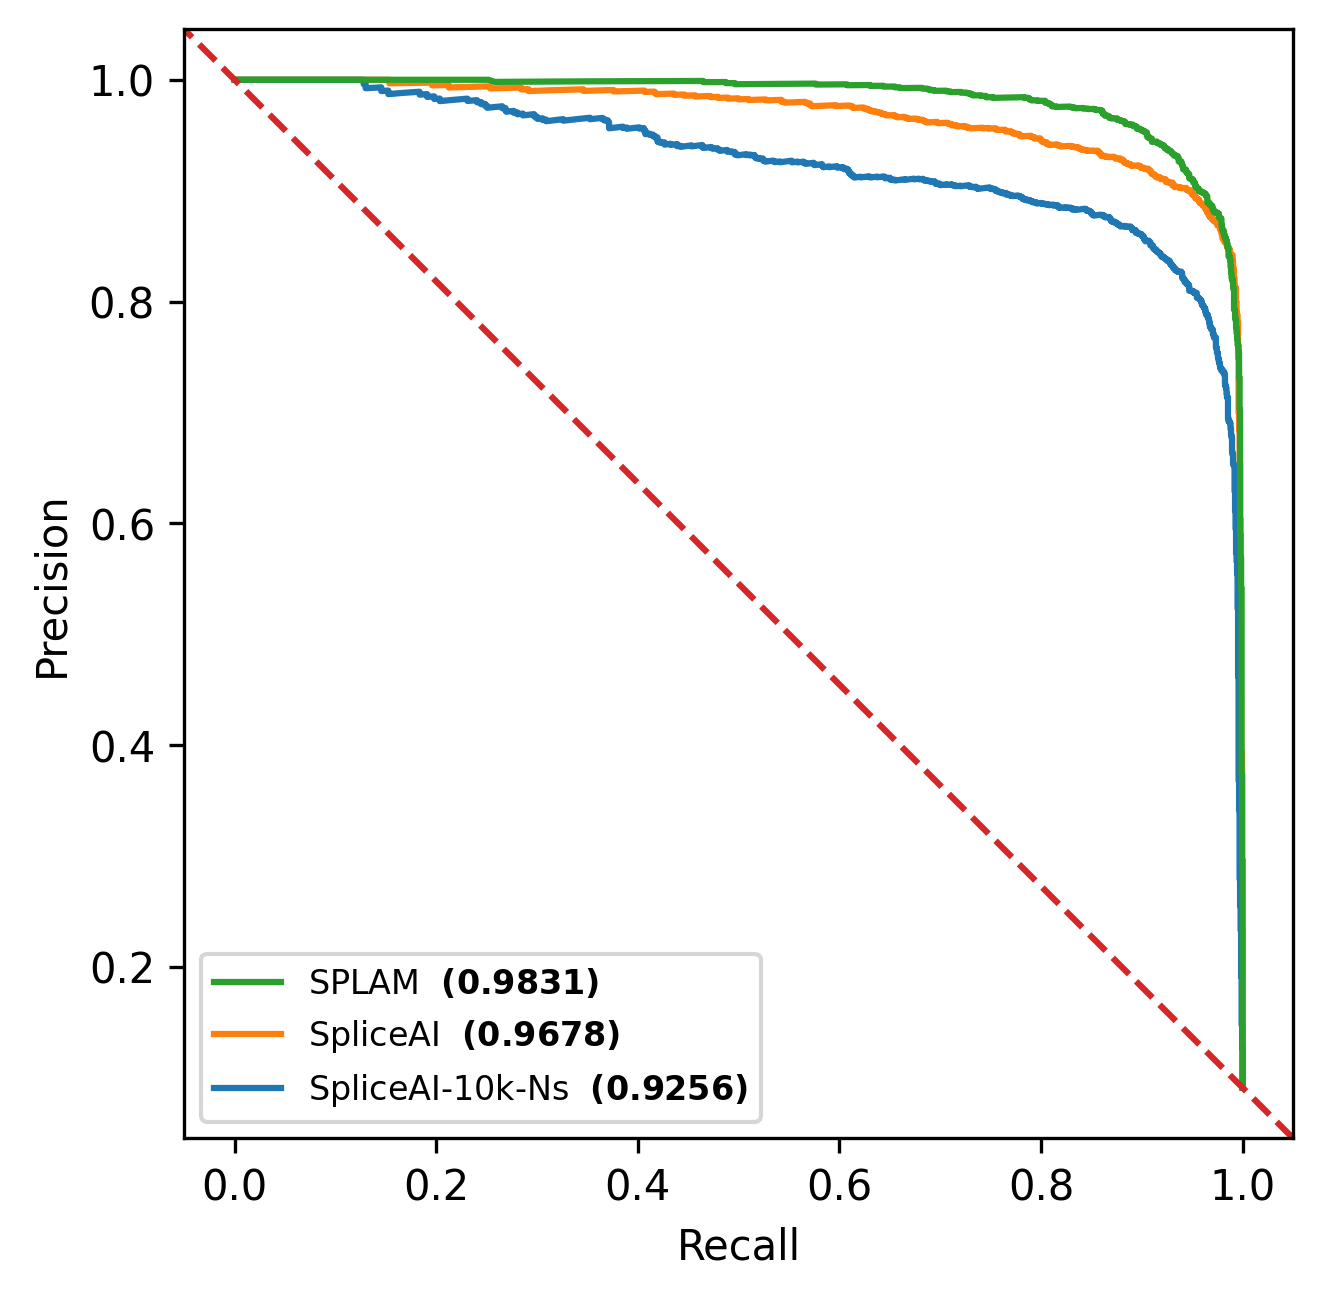 1.0
0.8
0.6
0.4
0.2
Precision
SPLAM (0.9831)
SpliceAI (0.9678)
SpliceAI-10k-Ns (0.9256)
0.0 0.2 0.4 0.6 0.8 1.0
Recall